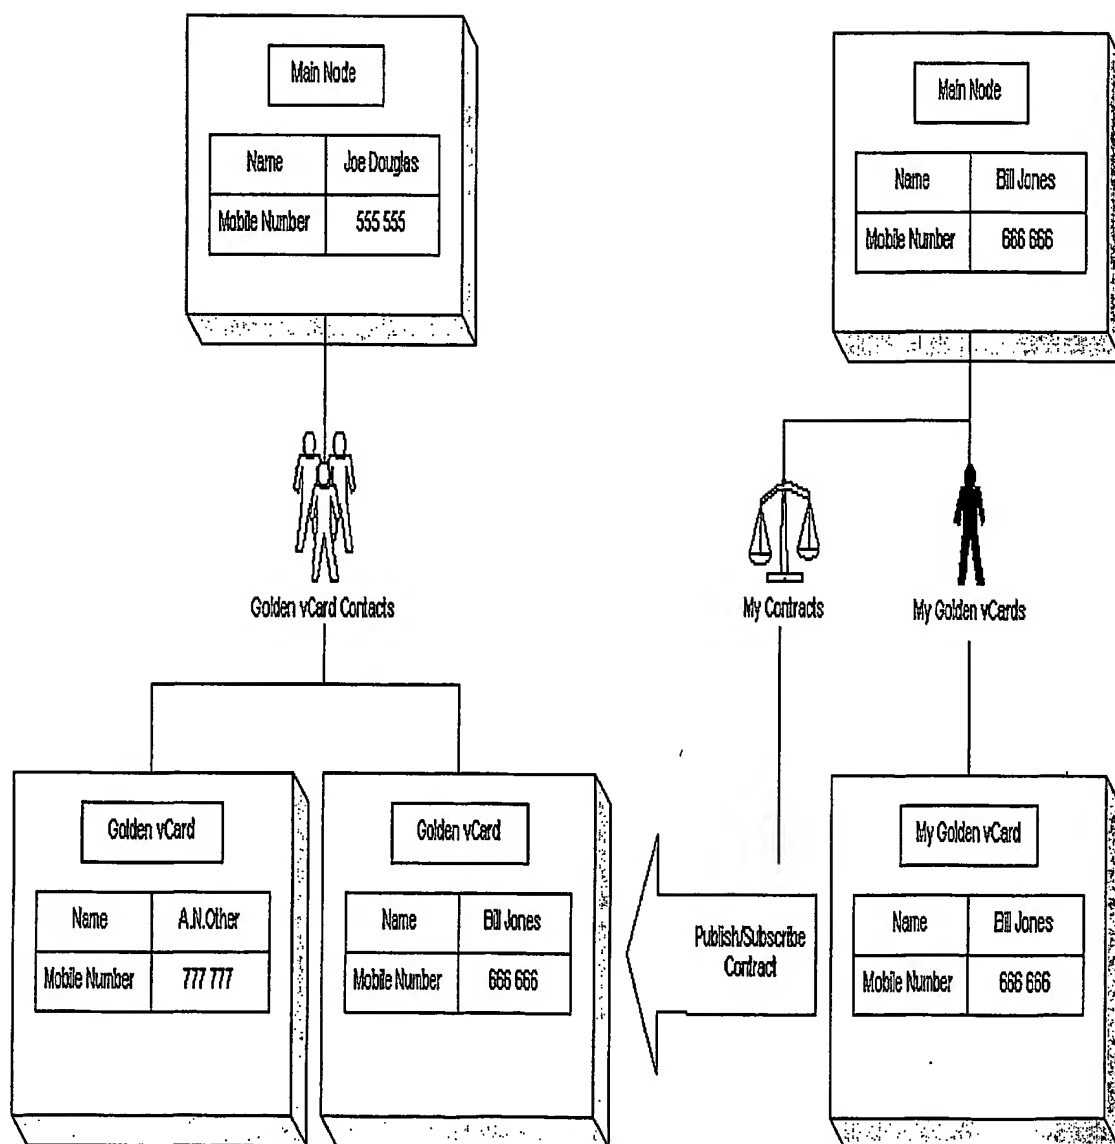 Main Node
Name Joe Douglas
Mobile Number 555 555
Main Node
Name Bill Jones
Mobile Number 666 666
Golden vCard Contacts
My Contracts
My Golden vCards
Golden vCard
Name A.N.Other
Mobile Number 777 777
Golden vCard
Name Bill Jones
Mobile Number 666 666
Publish/Subscribe
Contract
My Golden vCard
Name Bill Jones
Mobile Number 666 666